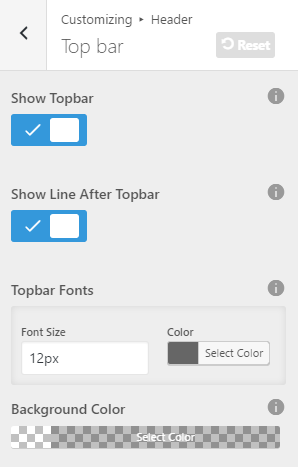 Customizing ▸ Header
Top bar
Reset
Show Topbar
Show Line After Topbar
Topbar Fonts
Font Size
Color
12px
Select Color
Background Color
Select Color